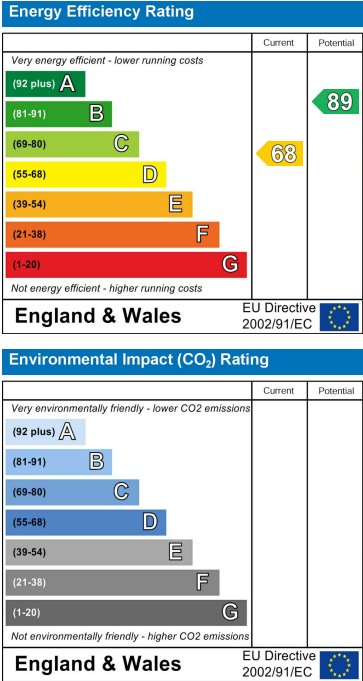 Energy Efficiency Rating
Current Potential
Very energy efficient - lower running costs
(92 plus) A
(81-91) B
(69-80) C
(55-68) D
(39-54) E
(21-38) F
(1-20) G
68
89
Not energy efficient - higher running costs
England & Wales
EU Directive
2002/91/EC
Environmental Impact (CO₂) Rating
Current Potential
Very environmentally friendly - lower CO2 emissions
(92 plus) A
(81-91) B
(69-80) C
(55-68) D
(39-54) E
(21-38) F
(1-20) G
Not environmentally friendly - higher CO2 emissions
England & Wales
EU Directive
2002/91/EC